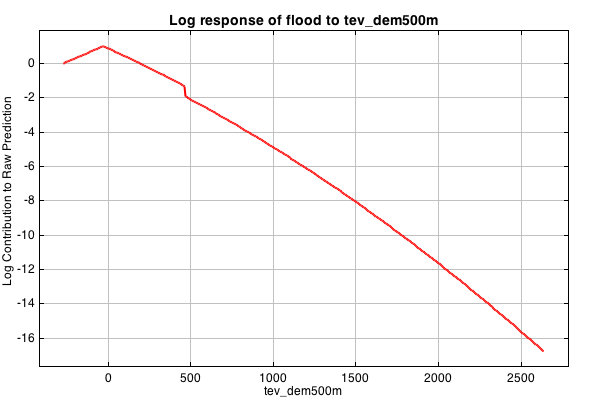 Log response of flood to tev_dem500m
Log Contribution to Raw Prediction
0
-2
-4
-6
-8
-10
-12
-14
-16
0 500 1000 1500 2000 2500
tev_dem500m